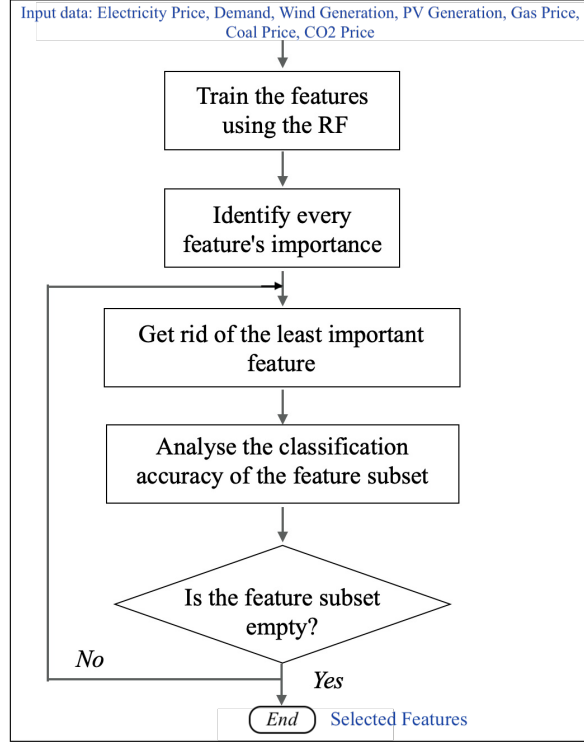 Input data: Electricity Price, Demand, Wind Generation, PV Generation, Gas Price,
Coal Price, CO2 Price
Train the features
using the RF
Identify every
feature's importance
Get rid of the least important
feature
Analyse the classification
accuracy of the feature subset
Is the feature subset
empty?
No
Yes
End Selected Features